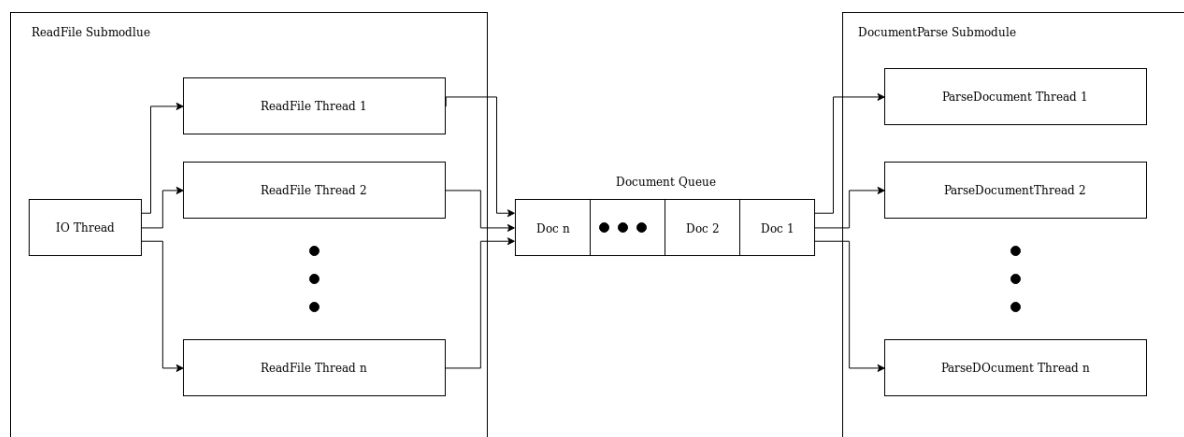 ReadFile Submodlue
DocumentParse Submodule
ReadFile Thread 1
ParseDocument Thread 1
ReadFile Thread 2
Document Queue
ParseDocumentThread 2
IO Thread
Doc n
Doc 2
Doc 1
ReadFile Thread n
ParseDOcument Thread n